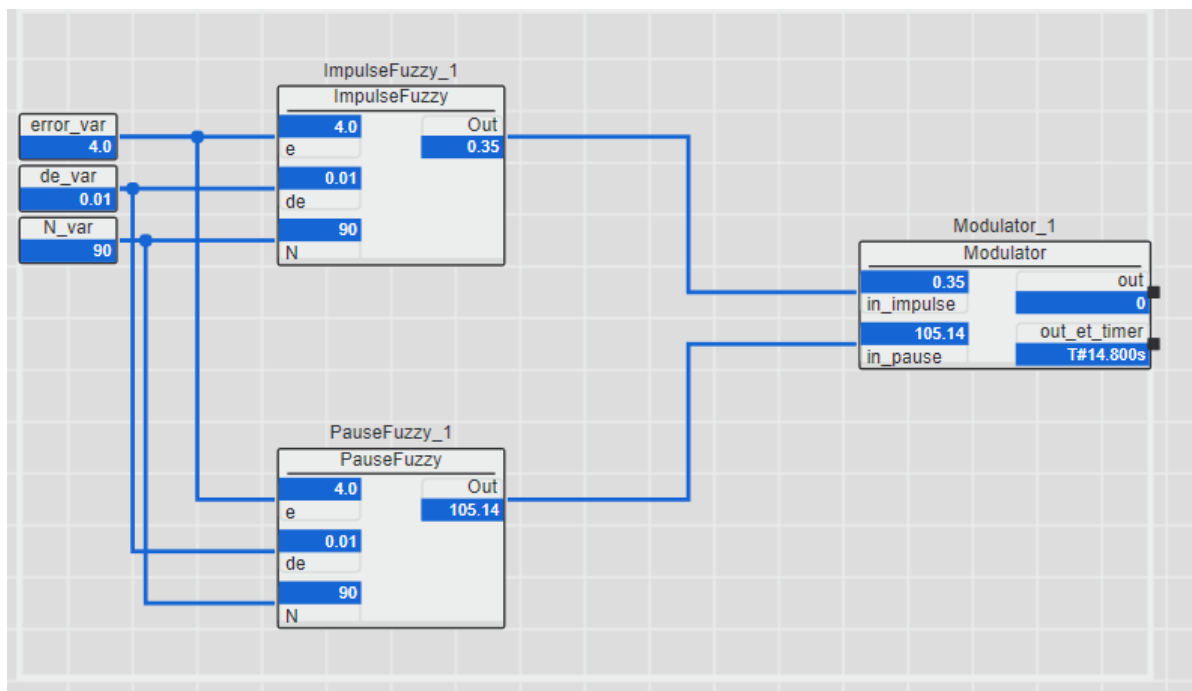 ImpulseFuzzy_1
ImpulseFuzzy
4.0
e
0.01
de
90
N
Out
0.35
error_var
4.0
de_var
0.01
N_var
90
Modulator_1
Modulator
0.35
in_impulse
105.14
in_pause
out
0
out_et_timer
T#14.800s
PauseFuzzy_1
PauseFuzzy
4.0
e
0.01
de
90
N
Out
105.14